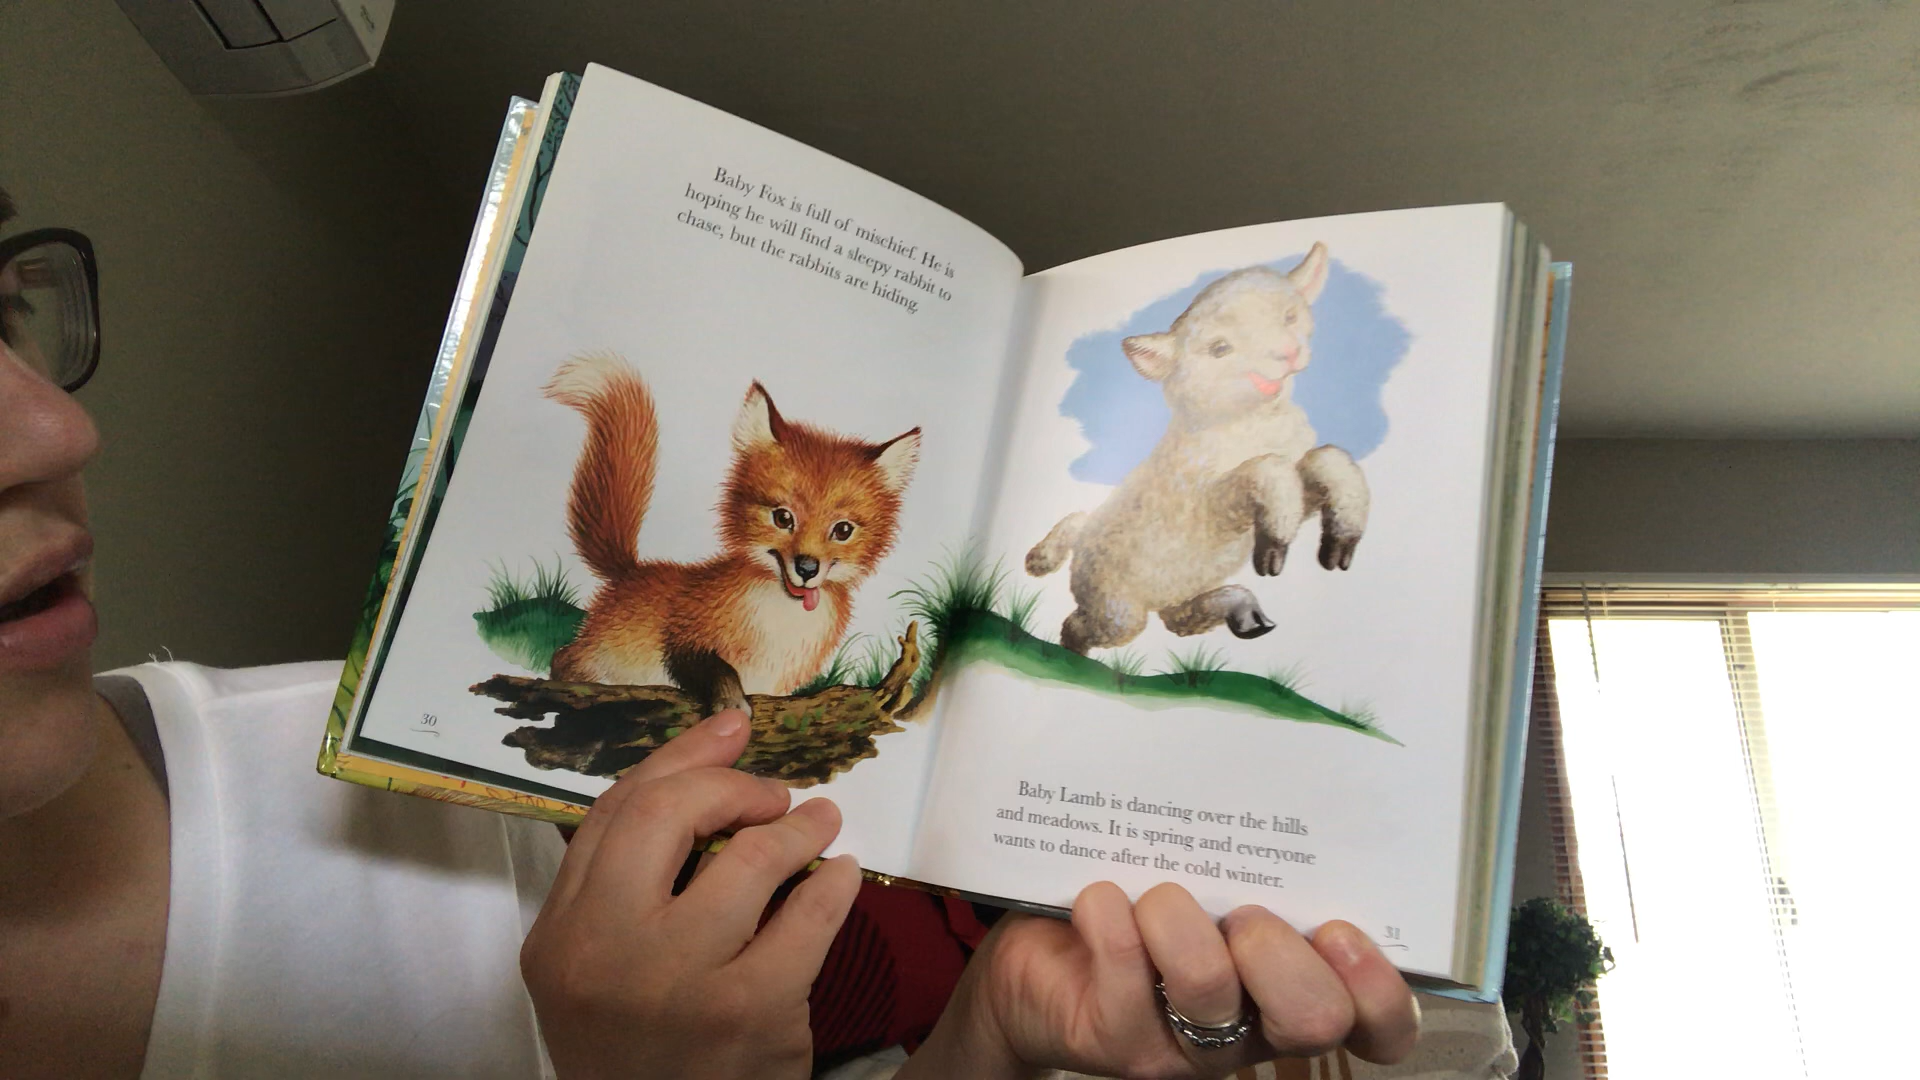 Baby Fox is full of mischief. He is
hoping he will find a sleepy rabbit to
chase, but the rabbits are hiding.
30
Baby Lamb is dancing over the hills
and meadows. It is spring and everyone
wants to dance after the cold winter.
31